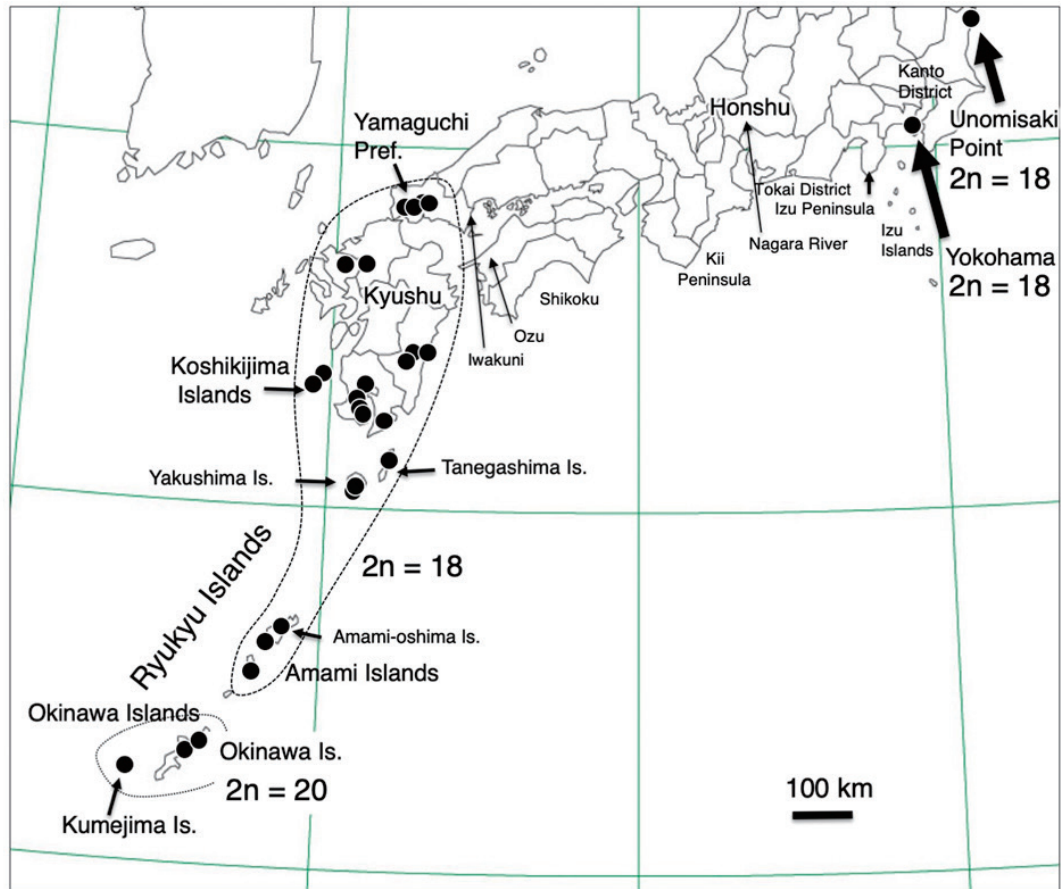 Kanto
District
Honshu
Unomisaki
Point
2n = 18
Yamaguchi
Pref.
Tokai District
Izu Peninsula
Nagara River
Izu
Islands
Yokohama
2n = 18
Kii
Peninsula
Kyushu
Shikoku
Ozu
Iwakuni
Koshikijima
Islands
Yakushima Is.
Tanegashima Is.
Ryukyu Islands
2n = 18
Amami-oshima Is.
Amami Islands
Okinawa Islands
Okinawa Is.
2n = 20
Kumejima Is.
100 km